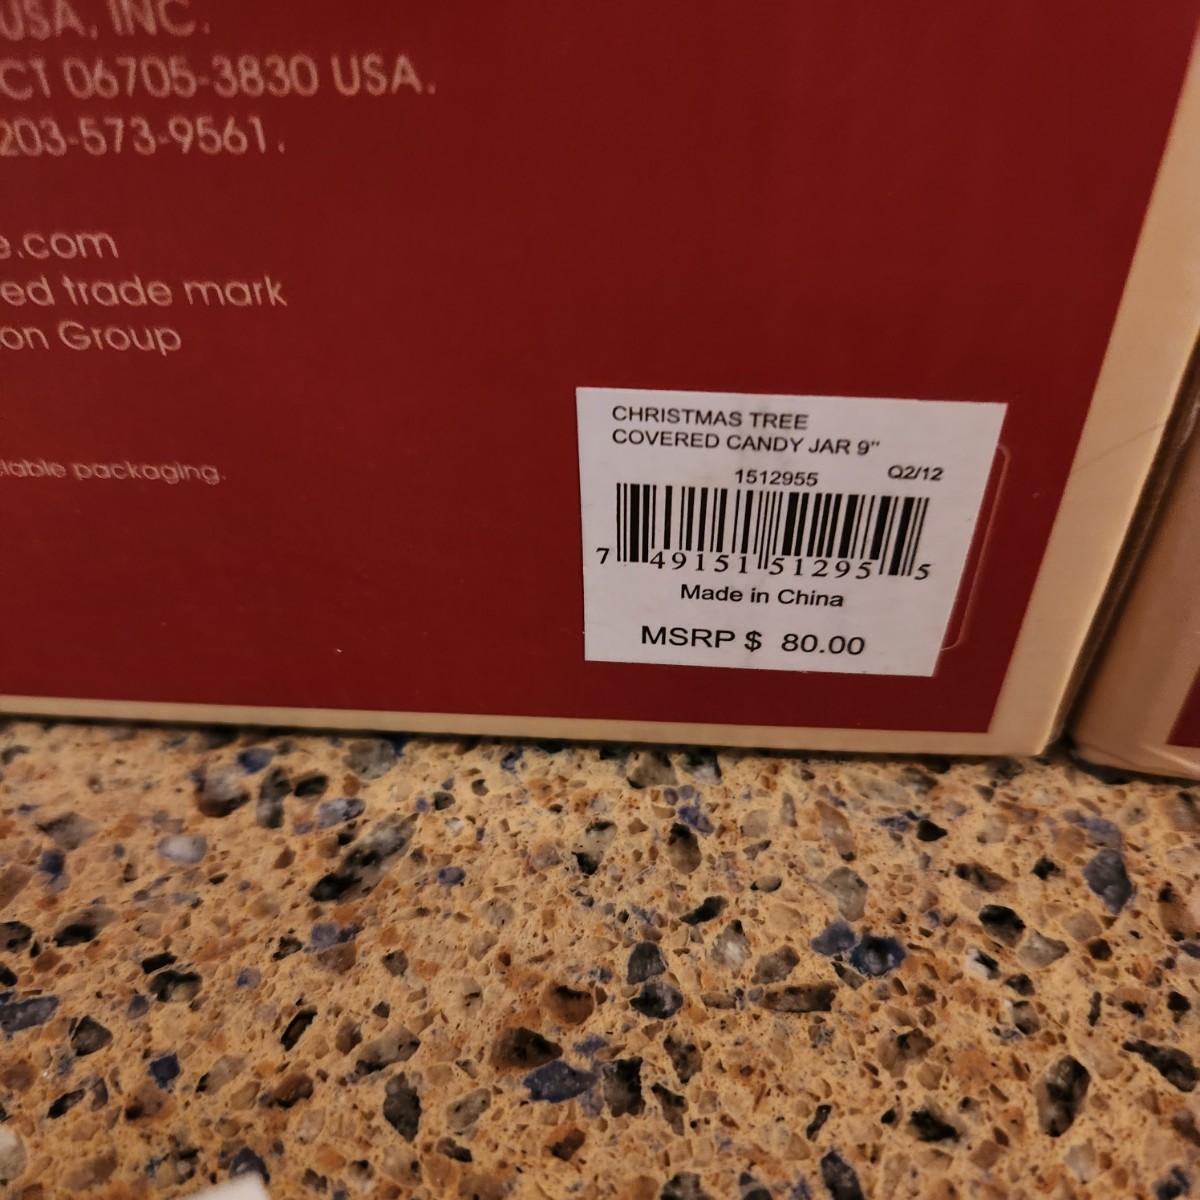 USA, INC.
CT 06705-3830 USA.
203-573-9561.
e.com
ed trade mark
on Group
lable packaging.
CHRISTMAS TREE
COVERED CANDY JAR 9"
1512955 Q2/12
7 49151 51295 5
Made in China
MSRP $ 80.00